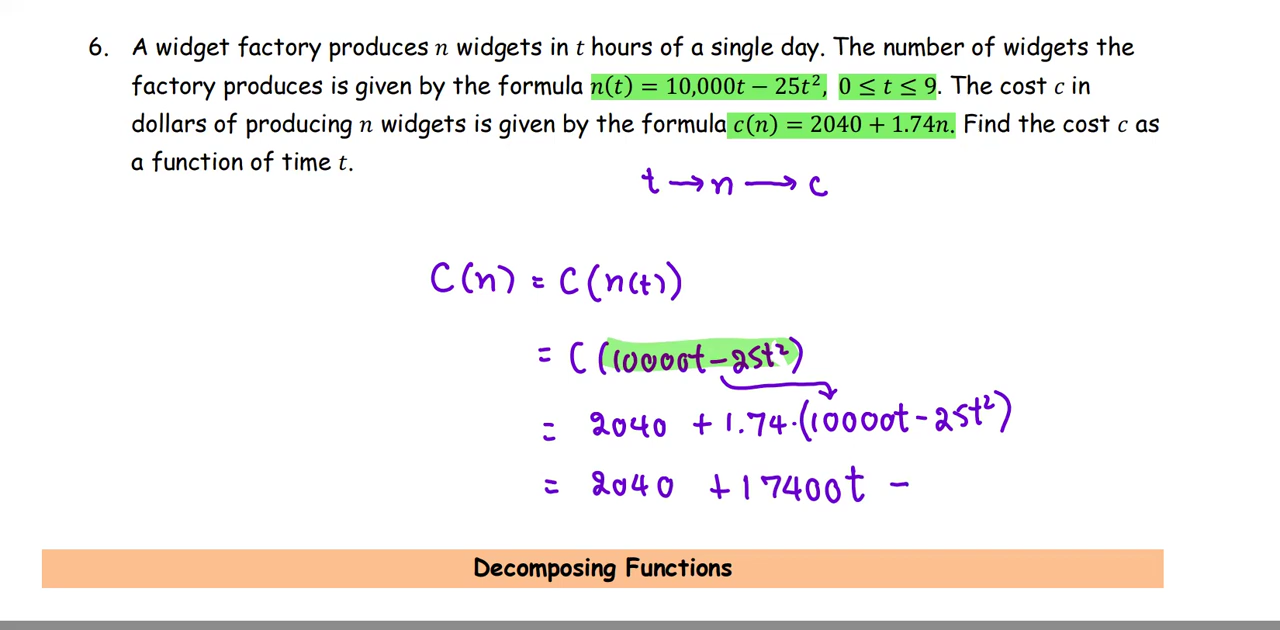 6. A widget factory produces n widgets in t hours of a single day. The number of widgets the
factory produces is given by the formula n(t) = 10,000t − 25t², 0 ≤ t ≤ 9. The cost c in
dollars of producing n widgets is given by the formula c(n) = 2040 + 1.74n. Find the cost c as
a function of time t.
t → n → c
C(n) = C(n(t))
= C(10000t − 25t²)
= 2040 + 1.74·(10000t − 25t²)
= 2040 + 17400t −
Decomposing Functions